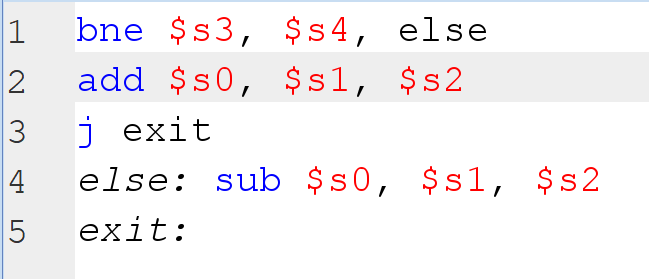 1 bne $s3, $s4, else
2 add $s0, $s1, $s2
3 j exit
4 else: sub $s0, $s1, $s2
5 exit: